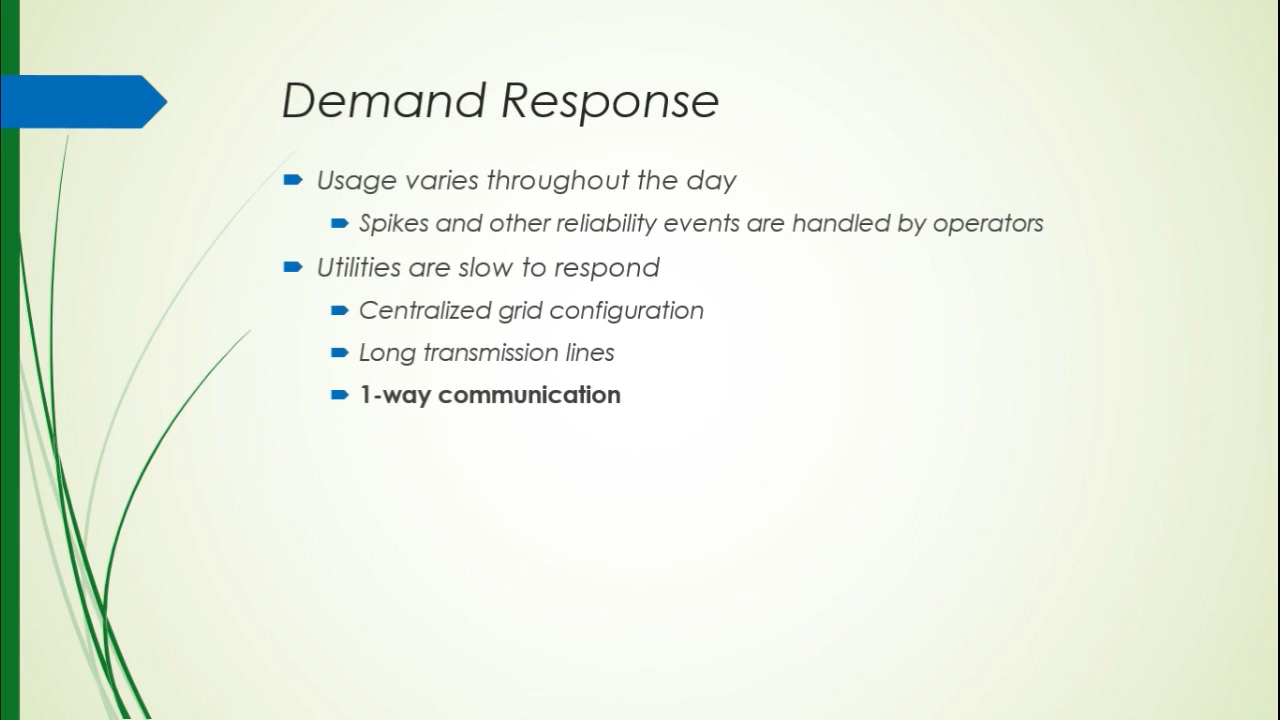 Demand Response
Usage varies throughout the day
Spikes and other reliability events are handled by operators
Utilities are slow to respond
Centralized grid configuration
Long transmission lines
1-way communication